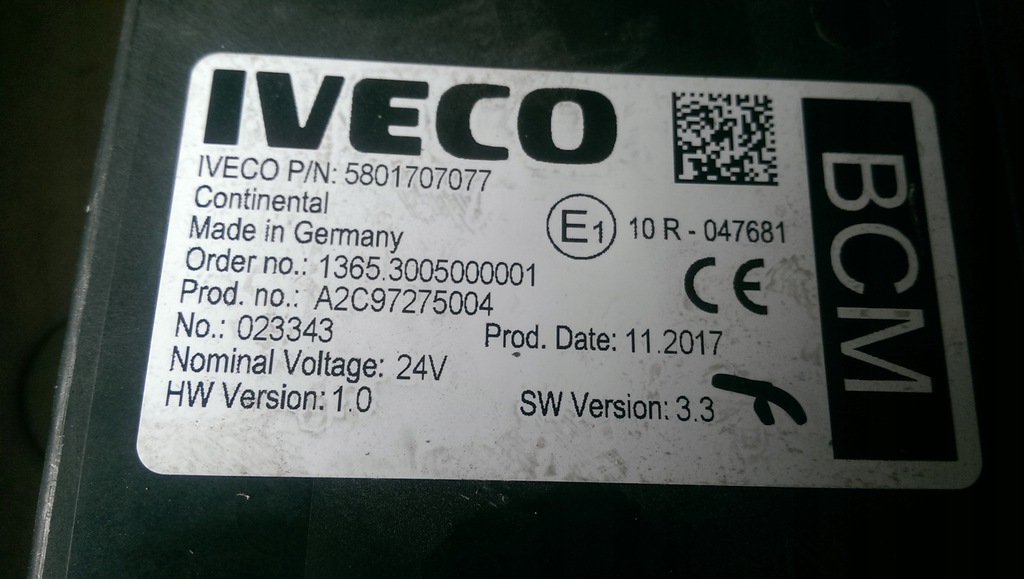 IVECO
IVECO P/N: 5801707077
Continental
Made in Germany
E1 10 R - 047681
Order no.: 1365.3005000001
CE
Prod. no.: A2C97275004
No.: 023343 Prod. Date: 11.2017
Nominal Voltage: 24V
HW Version: 1.0 SW Version: 3.3
BCM